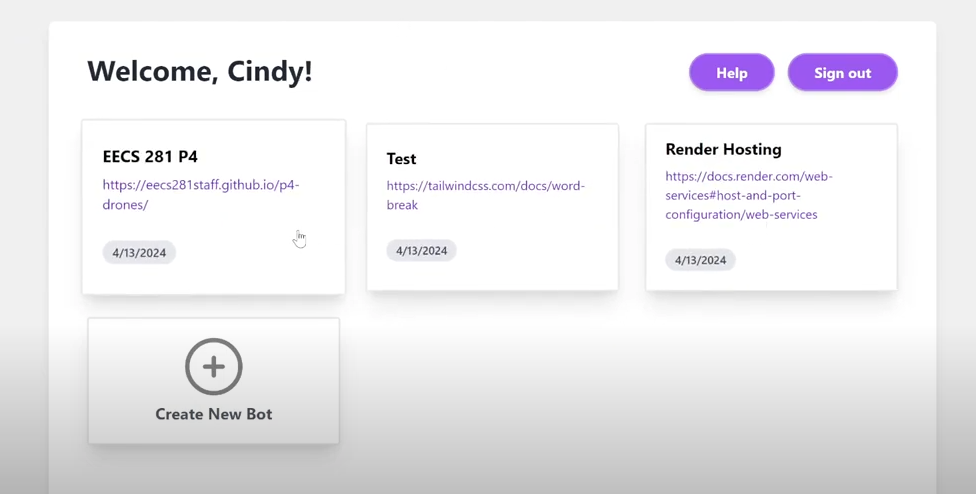 Welcome, Cindy!
Help
Sign out
EECS 281 P4
https://eecs281staff.github.io/p4-
drones/
4/13/2024
Test
https://tailwindcss.com/docs/word-
break
4/13/2024
Render Hosting
https://docs.render.com/web-
services#host-and-port-
configuration/web-services
4/13/2024
Create New Bot